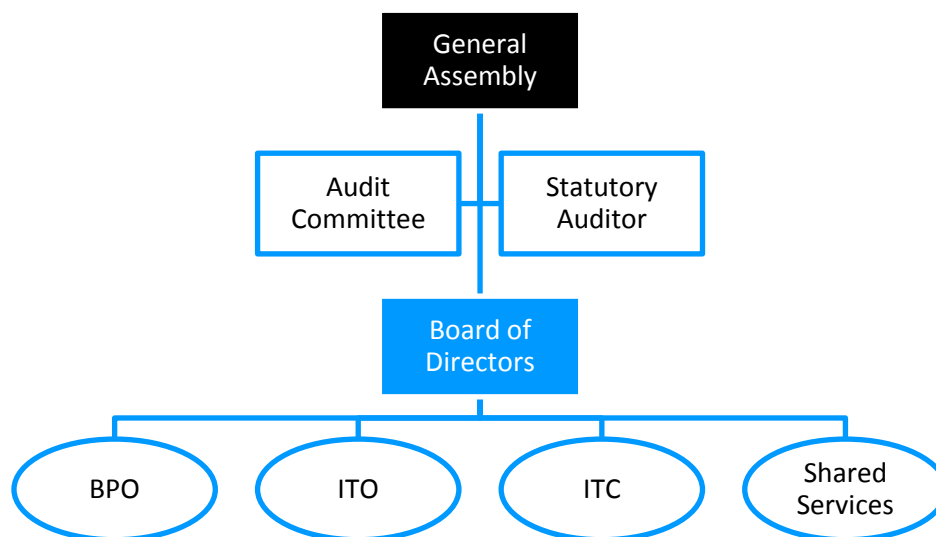 General
Assembly
Audit
Committee
Statutory
Auditor
Board of
Directors
BPO
ITO
ITC
Shared
Services